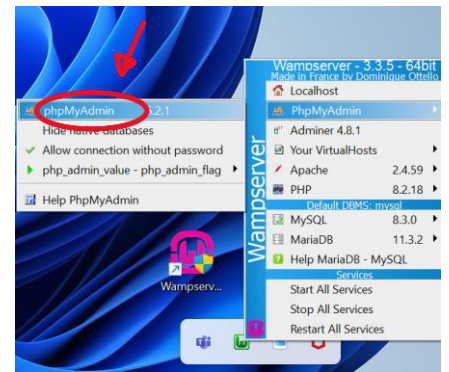 Wampserver - 3.3.5 - 64bit
Made in France by Dominique Ottello
Localhost
PhpMyAdmin
Adminer 4.8.1
Your VirtualHosts
Apache 2.4.59
PHP 8.2.18
Default DBMS: mysql
MySQL 8.3.0
MariaDB 11.3.2
Help MariaDB - MySQL
Services
Start All Services
Stop All Services
Restart All Services
Wampserver
phpMyAdmin 5.2.1
Hide native databases
Allow connection without password
php_admin_value - php_admin_flag
Help PhpMyAdmin
Wampserv...